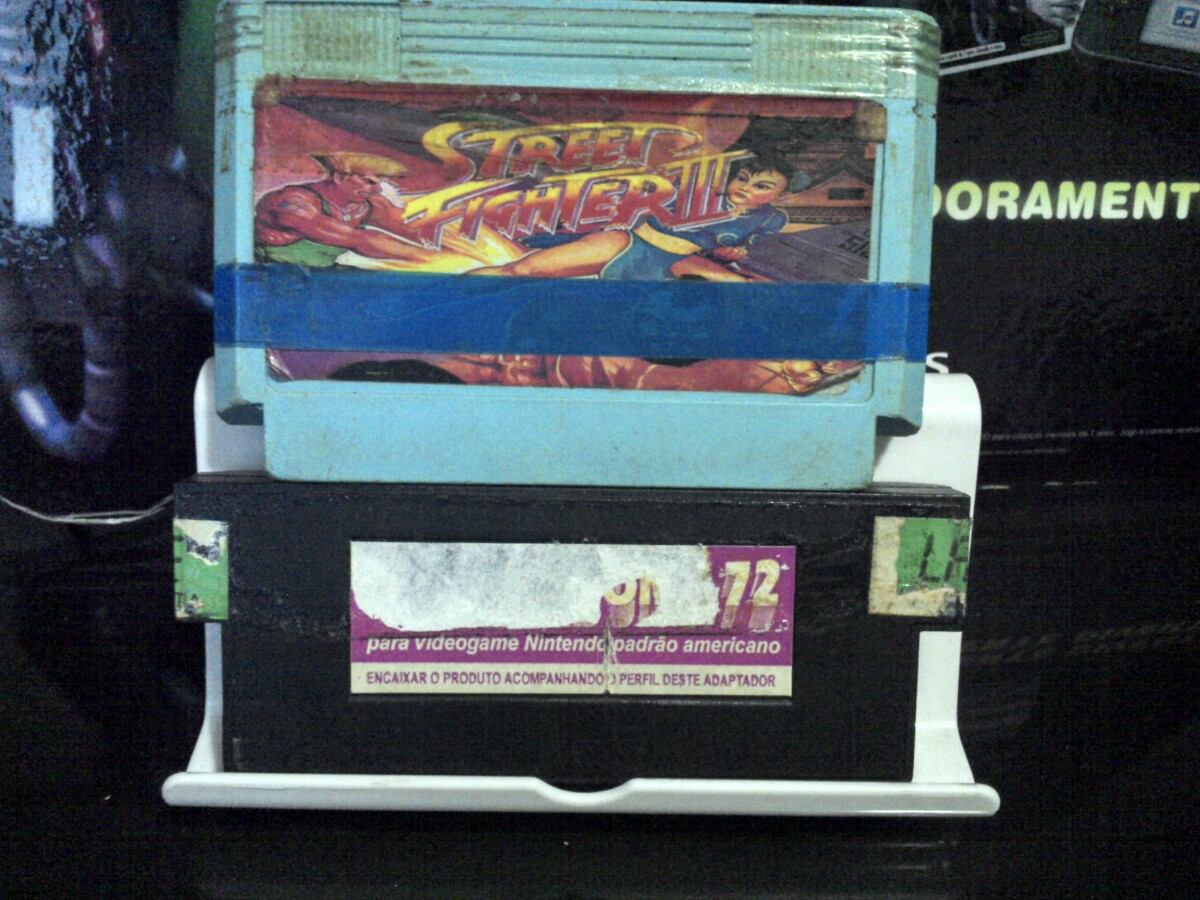 STREET
FIGHTER III
DORAMENT
S
72
para videogame Nintendo padrão americano
ENCAIXAR O PRODUTO ACOMPANHANDO O PERFIL DESTE ADAPTADOR